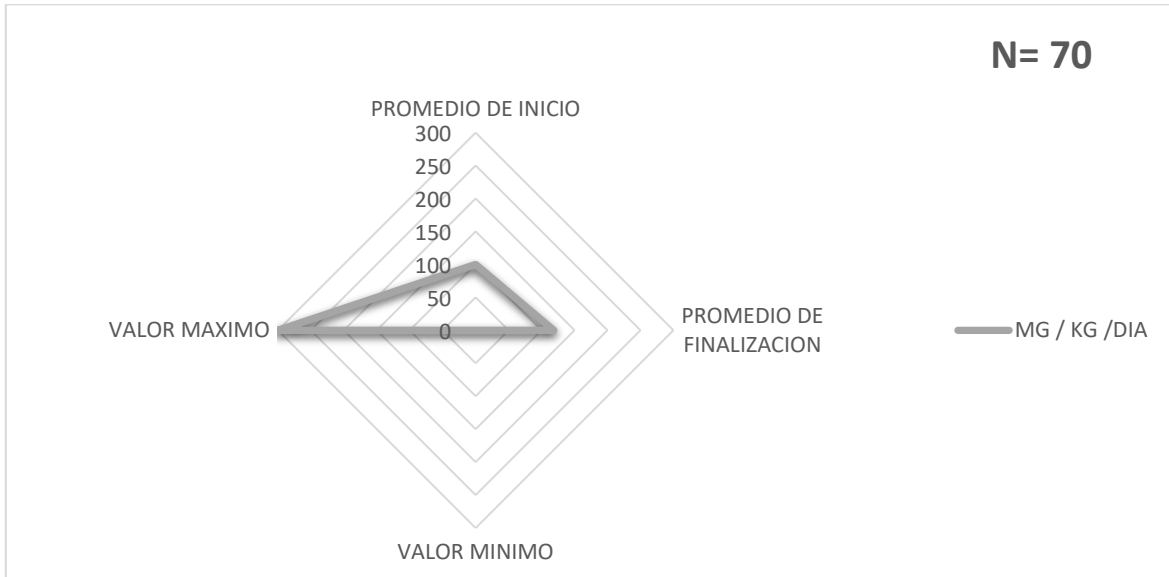 N= 70
PROMEDIO DE INICIO
300
250
200
150
100
50
0
VALOR MAXIMO
PROMEDIO DE
FINALIZACION
MG / KG /DIA
VALOR MINIMO